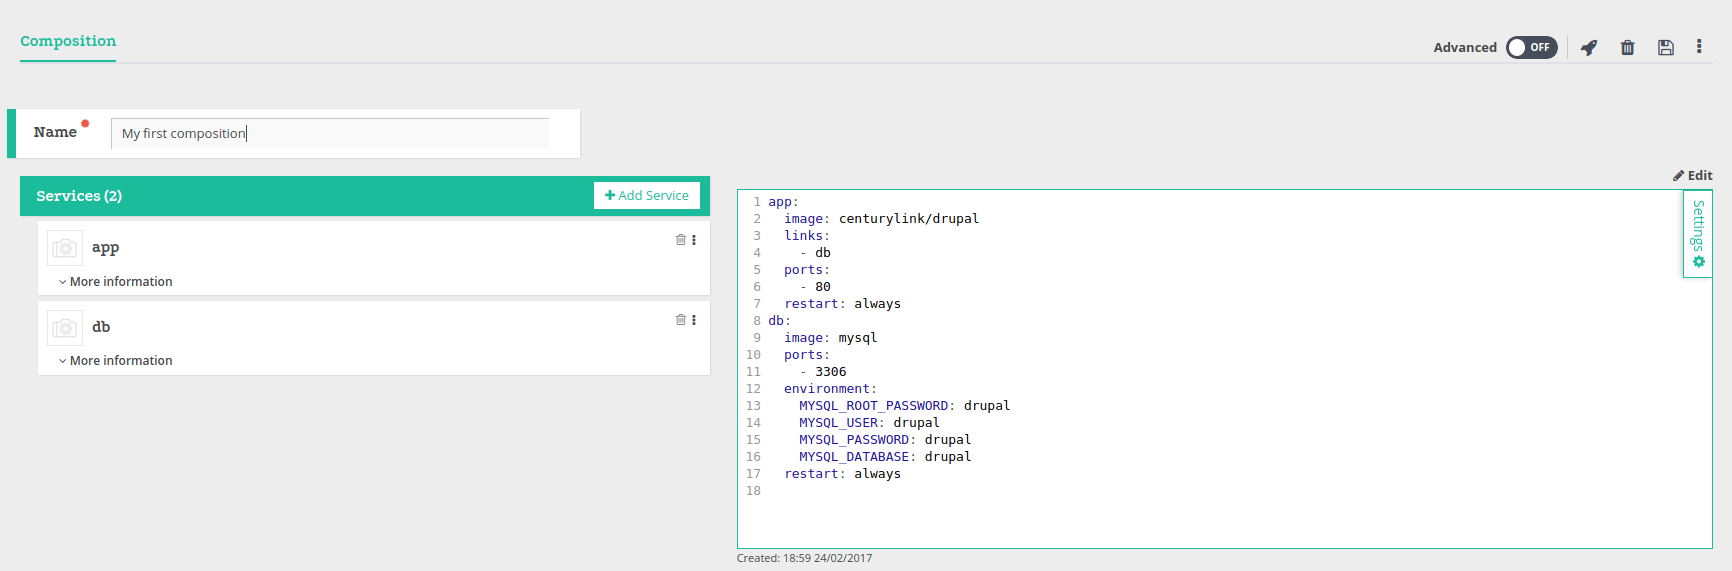 Composition
Advanced OFF
Name
My first composition
Services (2)
Add Service
app
More information
db
More information
Edit
Settings
1 app:
2   image: centurylink/drupal
3   links:
4     - db
5   ports:
6     - 80
7   restart: always
8 db:
9   image: mysql
10   ports:
11     - 3306
12   environment:
13     MYSQL_ROOT_PASSWORD: drupal
14     MYSQL_USER: drupal
15     MYSQL_PASSWORD: drupal
16     MYSQL_DATABASE: drupal
17   restart: always
18
Created: 18:59 24/02/2017